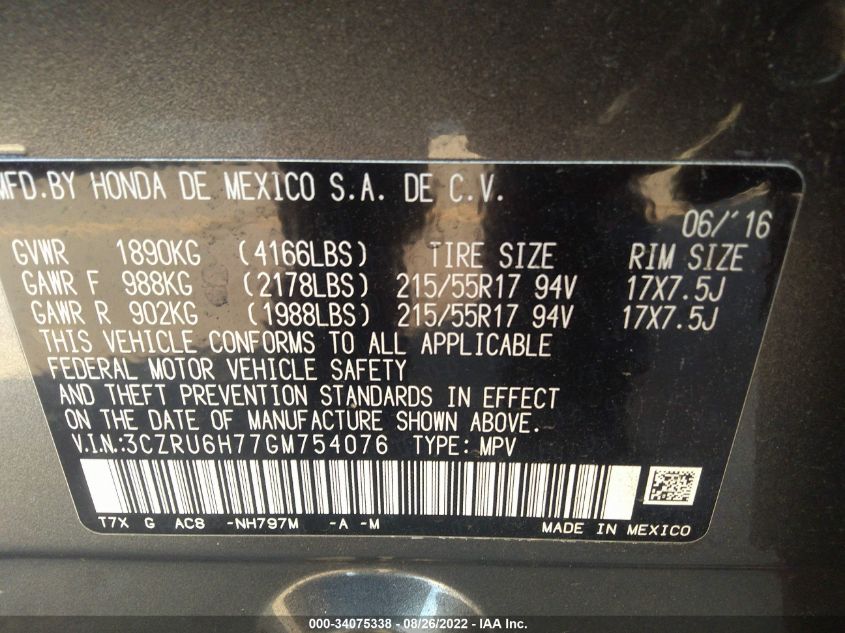 MFD.BY HONDA DE MEXICO S.A. DE C.V.
06/'16
GVWR 1890KG (4166LBS) TIRE SIZE RIM SIZE
GAWR F 988KG (2178LBS) 215/55R17 94V 17X7.5J
GAWR R 902KG (1988LBS) 215/55R17 94V 17X7.5J
THIS VEHICLE CONFORMS TO ALL APPLICABLE
FEDERAL MOTOR VEHICLE SAFETY
AND THEFT PREVENTION STANDARDS IN EFFECT
ON THE DATE OF MANUFACTURE SHOWN ABOVE.
V.I.N.:3CZRU6H77GM754076 TYPE: MPV
T7X G AC8 -NH797M -A -M
MADE IN MEXICO
000-34075338 - 08/26/2022 - IAA Inc.